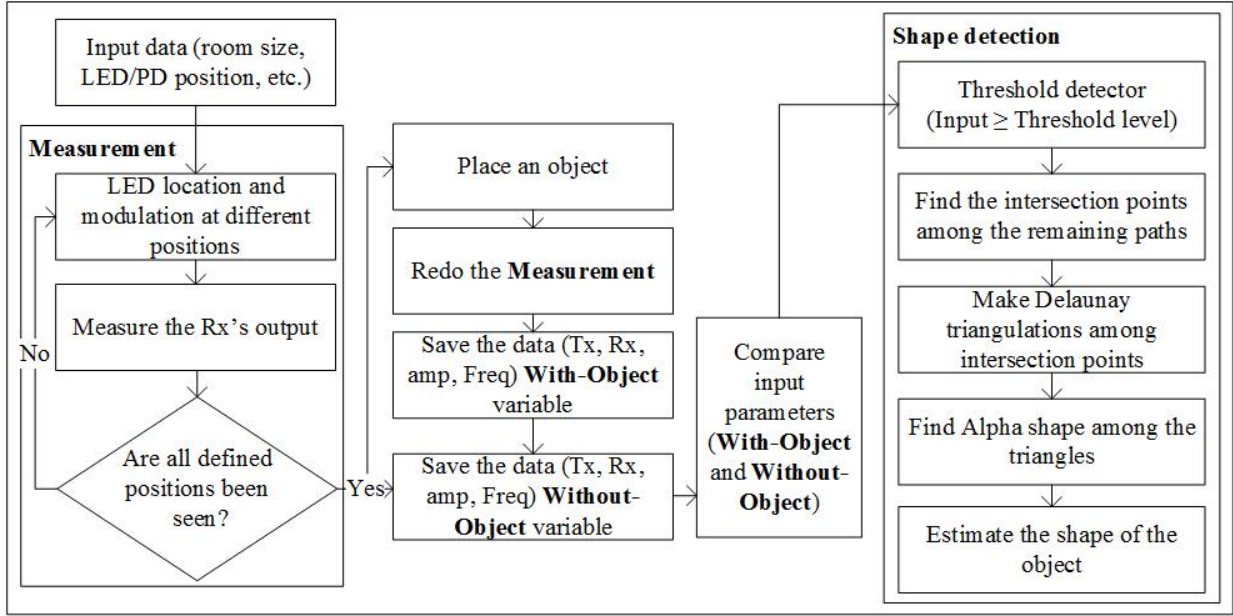 Input data (room size,
LED/PD position, etc.)
Measurement
LED location and
modulation at different
positions
Measure the Rx's output
No
Are all defined
positions been
seen?
Yes
Place an object
Redo the Measurement
Save the data (Tx, Rx,
amp, Freq) With-Object
variable
Save the data (Tx, Rx,
amp, Freq) Without-
Object variable
Compare
input
parameters
(With-Object
and Without-
Object)
Shape detection
Threshold detector
(Input ≥ Threshold level)
Find the intersection points
among the remaining paths
Make Delaunay
triangulations among
intersection points
Find Alpha shape among the
triangles
Estimate the shape of the
object